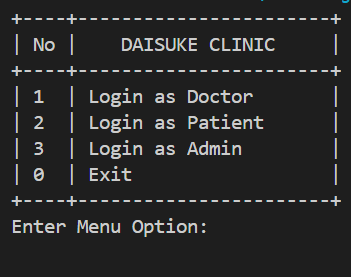 +----+-----------------------+
| No |    DAISUKE CLINIC     |
+----+-----------------------+
| 1  | Login as Doctor       |
| 2  | Login as Patient      |
| 3  | Login as Admin        |
| 0  | Exit                  |
+----+-----------------------+
Enter Menu Option: